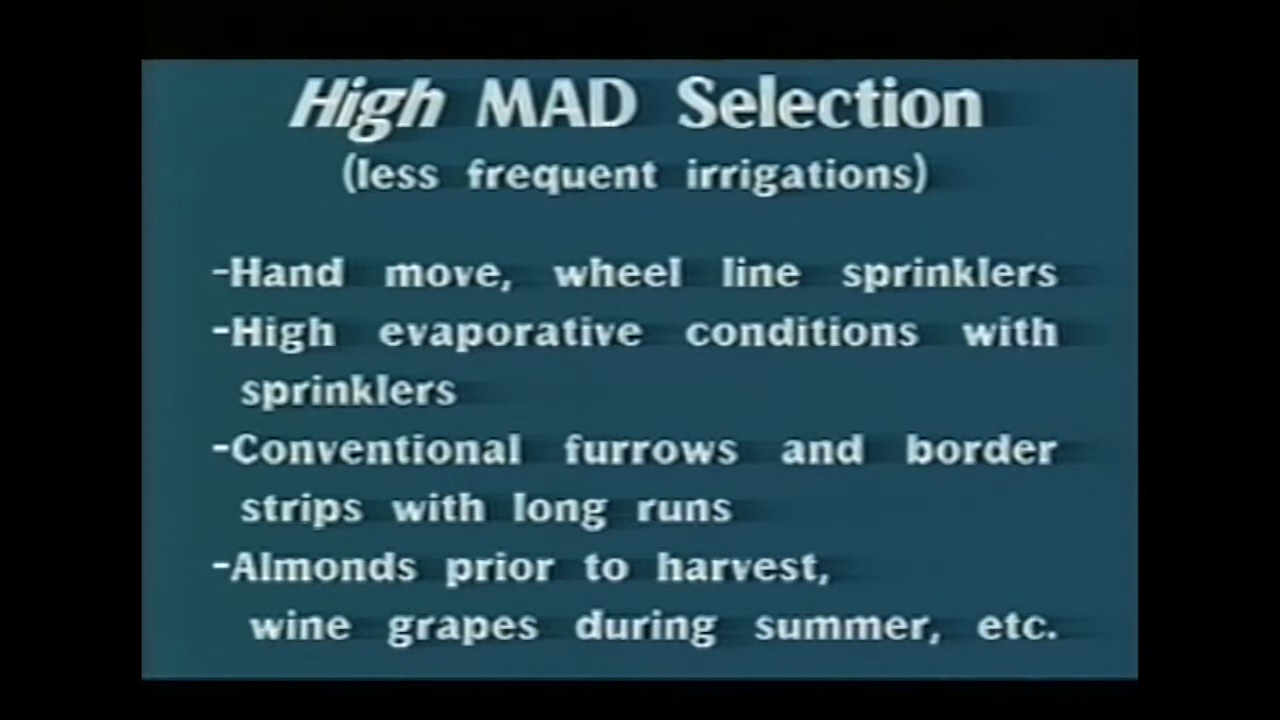 High MAD Selection
(less frequent irrigations)
-Hand move, wheel line sprinklers
-High evaporative conditions with
sprinklers
-Conventional furrows and border
strips with long runs
-Almonds prior to harvest,
wine grapes during summer, etc.